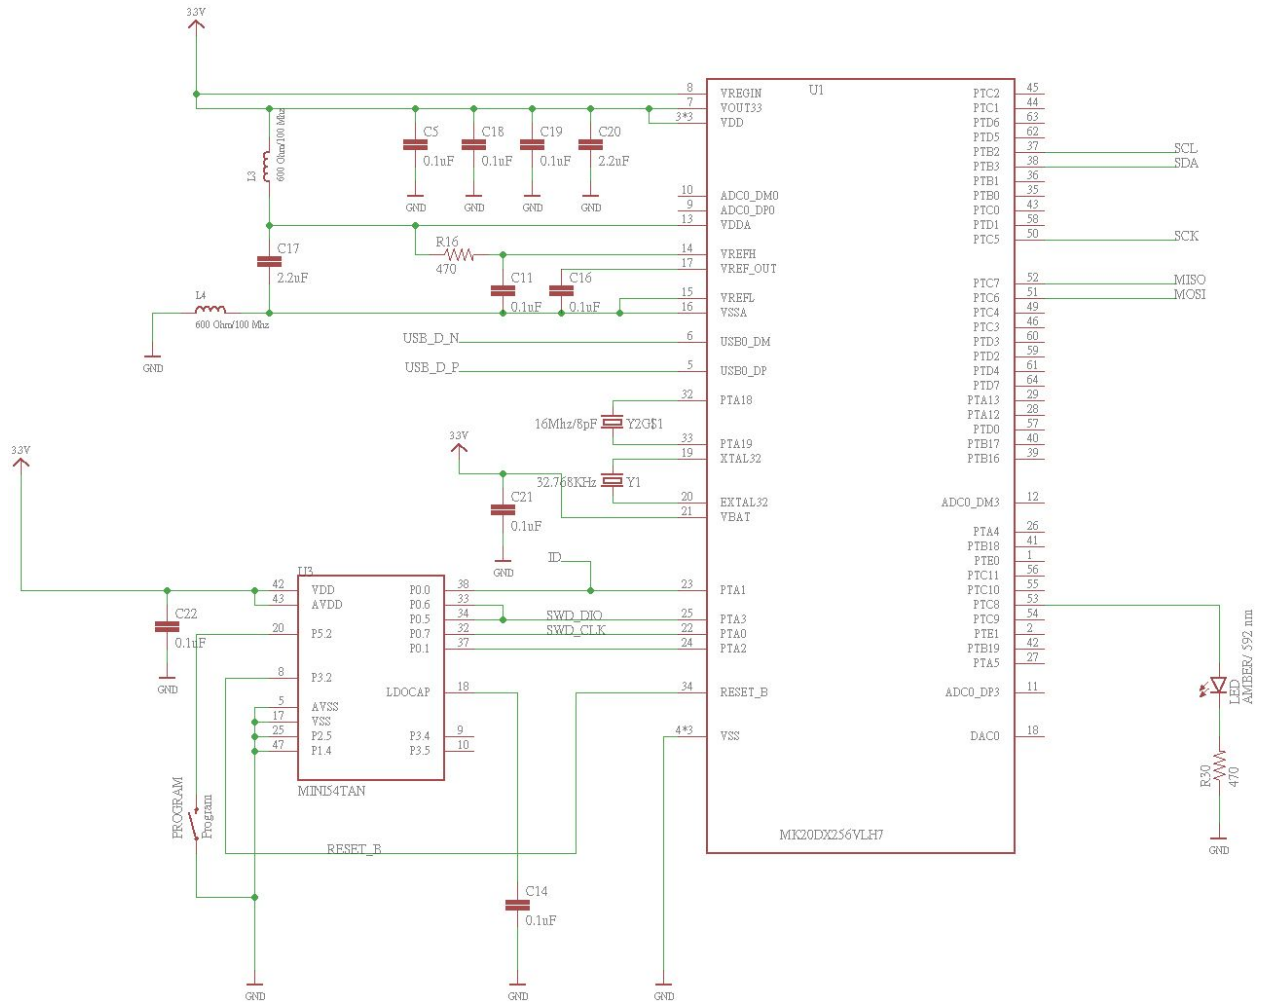 3.3V
8 VREGIN U1 PTC2 45
7 VOUT33 PTC1 44
3*3 VDD PTD6 63
PTD5 62
L3 600 Ohm/100 Mhz
C5 0.1uF
C18 0.1uF
C19 0.1uF
C20 2.2uF
GND GND GND GND
PTB2 37 SCL
PTB3 38 SDA
PTB1 36
10 ADC0_DM0 PTB0 35
9 ADC0_DP0 PTC0 43
13 VDDA PTD1 58
PTC5 50 SCK
C17 2.2uF
R16 470
14 VREFH
17 VREF_OUT
C11 0.1uF
C16 0.1uF
PTC7 52 MISO
15 VREFL PTC6 51 MOSI
16 VSSA PTC4 49
L4 600 Ohm/100 Mhz
GND
PTC3 46
USB_D_N 6 USB0_DM PTD3 60
PTD2 59
USB_D_P 5 USB0_DP PTD4 61
PTD7 64
32 PTA18 PTA13 29
PTA12 28
16Mhz/8pF Y2G$1 PTD0 57
33 PTA19 PTB17 40
19 XTAL32 PTB16 39
32.768KHz Y1
20 EXTAL32 ADC0_DM3 12
21 VBAT
3.3V
3.3V
C21 0.1uF
GND
PTA4 26
PTB18 41
ID PTE0 1
PTC11 56
23 PTA1 PTC10 55
PTC8 53
25 PTA3 PTC9 54
22 PTA0 PTE1 2
24 PTA2 PTB19 42
PTA5 27
34 RESET_B ADC0_DP3 11
4*3 VSS DAC0 18
U3
42 VDD P0.0 38
43 AVDD P0.6 33
P0.5 34 SWD_DIO
20 P5.2 P0.7 32 SWD_CLK
P0.1 37
C22 0.1uF
GND
8 P3.2
LDOCAP 18
5 AVSS
17 VSS
25 P2.5 P3.4 9
47 P1.4 P3.5 10
MINI54TAN
PROGRAM
Program
RESET_B
MK20DX256VLH7
LED
AMBER/ 592 nm
R30
470
GND
C14
0.1uF
GND GND GND